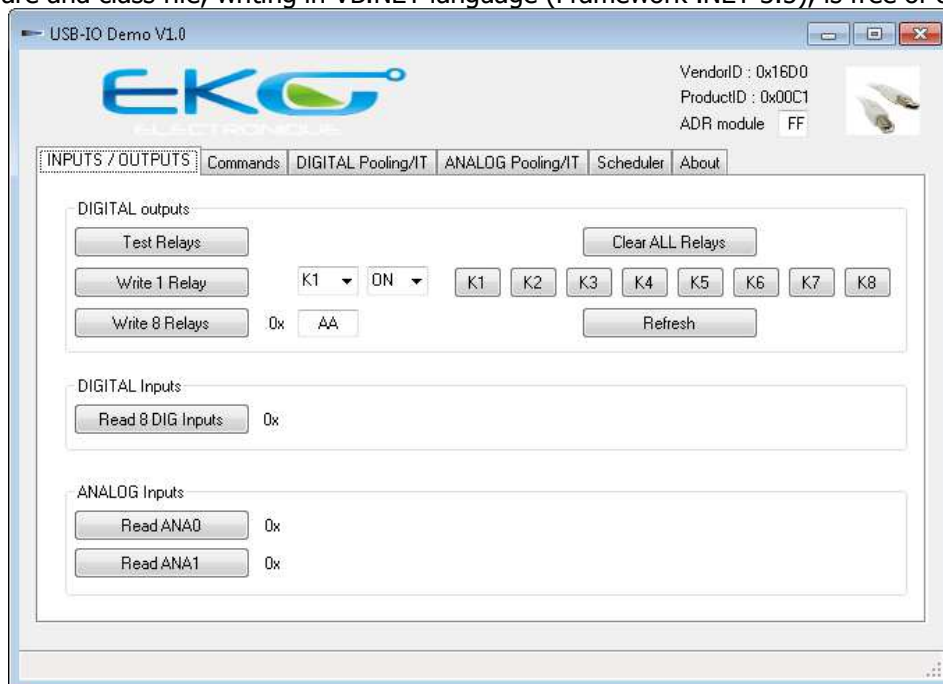 are and class file, writing in VB.NET language (Framework .NET 3.5), is free of
USB-IO Demo V1.0
EKO
ELECTRONIQUE
VendorID : 0x16D0
ProductID : 0x00C1
ADR module FF
INPUTS / OUTPUTS Commands DIGITAL Pooling/IT ANALOG Pooling/IT Scheduler About
DIGITAL outputs
Test Relays Clear ALL Relays
Write 1 Relay K1 ON K1 K2 K3 K4 K5 K6 K7 K8
Write 8 Relays 0x AA Refresh
DIGITAL Inputs
Read 8 DIG Inputs 0x
ANALOG Inputs
Read ANA0 0x
Read ANA1 0x